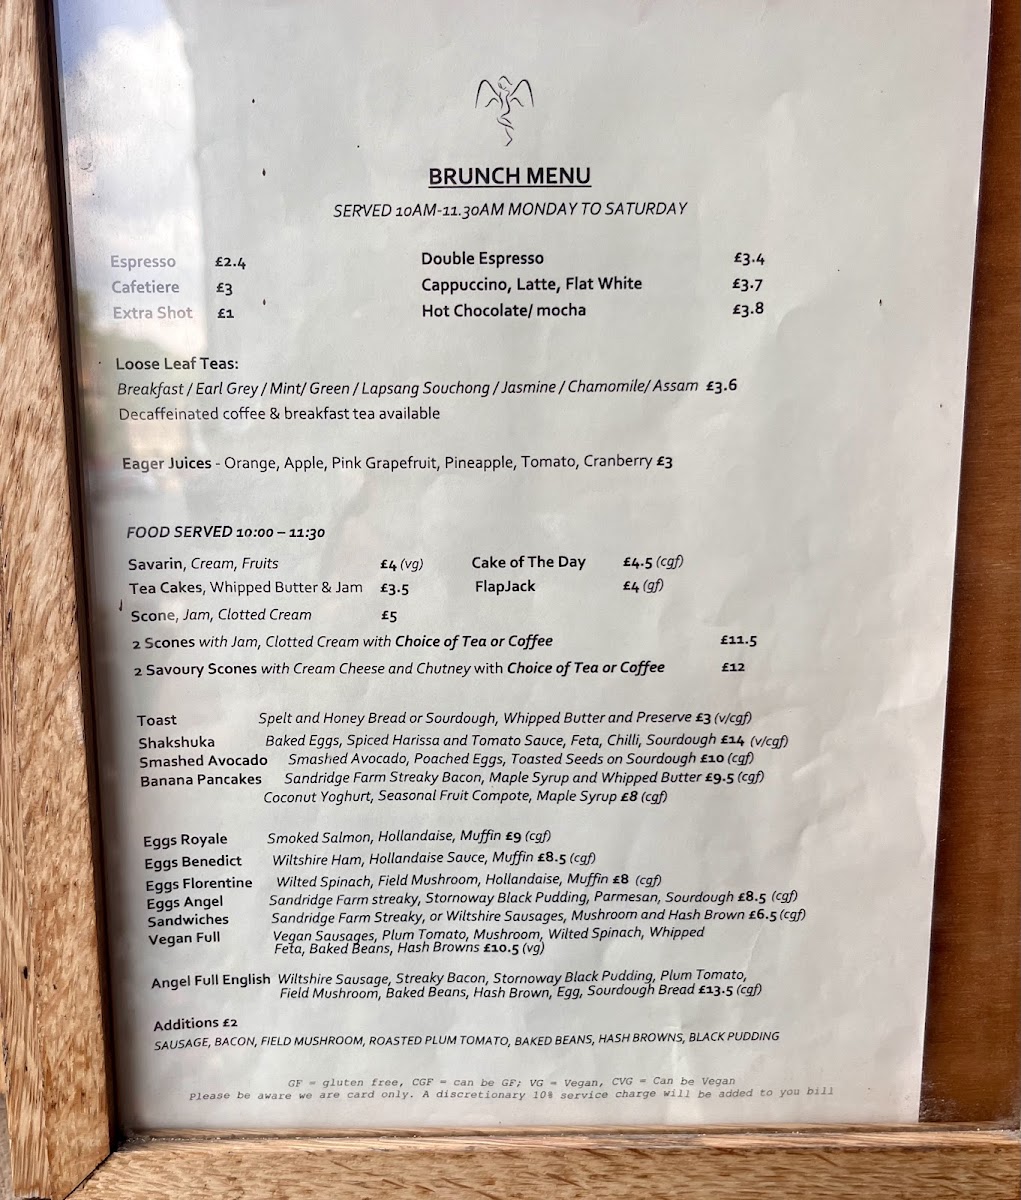 BRUNCH MENU
SERVED 10AM-11.30AM MONDAY TO SATURDAY
Espresso £2.4 Double Espresso £3.4
Cafetiere £3 Cappuccino, Latte, Flat White £3.7
Extra Shot £1 Hot Chocolate/ mocha £3.8
Loose Leaf Teas:
Breakfast / Earl Grey / Mint/ Green / Lapsang Souchong / Jasmine / Chamomile/ Assam £3.6
Decaffeinated coffee & breakfast tea available
Eager Juices - Orange, Apple, Pink Grapefruit, Pineapple, Tomato, Cranberry £3
FOOD SERVED 10:00 – 11:30
Savarin, Cream, Fruits £4 (vg) Cake of The Day £4.5 (cgf)
Tea Cakes, Whipped Butter & Jam £3.5 FlapJack £4 (gf)
Scone, Jam, Clotted Cream £5
2 Scones with Jam, Clotted Cream with Choice of Tea or Coffee £11.5
2 Savoury Scones with Cream Cheese and Chutney with Choice of Tea or Coffee £12
Toast Spelt and Honey Bread or Sourdough, Whipped Butter and Preserve £3 (v/cgf)
Shakshuka Baked Eggs, Spiced Harissa and Tomato Sauce, Feta, Chilli, Sourdough £14 (v/cgf)
Smashed Avocado Smashed Avocado, Poached Eggs, Toasted Seeds on Sourdough £10 (cgf)
Banana Pancakes Sandridge Farm Streaky Bacon, Maple Syrup and Whipped Butter £9.5 (cgf)
Coconut Yoghurt, Seasonal Fruit Compote, Maple Syrup £8 (cgf)
Eggs Royale Smoked Salmon, Hollandaise, Muffin £9 (cgf)
Eggs Benedict Wiltshire Ham, Hollandaise Sauce, Muffin £8.5 (cgf)
Eggs Florentine Wilted Spinach, Field Mushroom, Hollandaise, Muffin £8 (cgf)
Eggs Angel Sandridge Farm streaky, Stornoway Black Pudding, Parmesan, Sourdough £8.5 (cgf)
Sandwiches Sandridge Farm Streaky, or Wiltshire Sausages, Mushroom and Hash Brown £6.5 (cgf)
Vegan Full Vegan Sausages, Plum Tomato, Mushroom, Wilted Spinach, Whipped
Feta, Baked Beans, Hash Browns £10.5 (vg)
Angel Full English Wiltshire Sausage, Streaky Bacon, Stornoway Black Pudding, Plum Tomato,
Field Mushroom, Baked Beans, Hash Brown, Egg, Sourdough Bread £13.5 (cgf)
Additions £2
SAUSAGE, BACON, FIELD MUSHROOM, ROASTED PLUM TOMATO, BAKED BEANS, HASH BROWNS, BLACK PUDDING
GF = gluten free, CGF = can be GF; VG = Vegan, CVG = Can be Vegan
Please be aware we are card only. A discretionary 10% service charge will be added to you bill